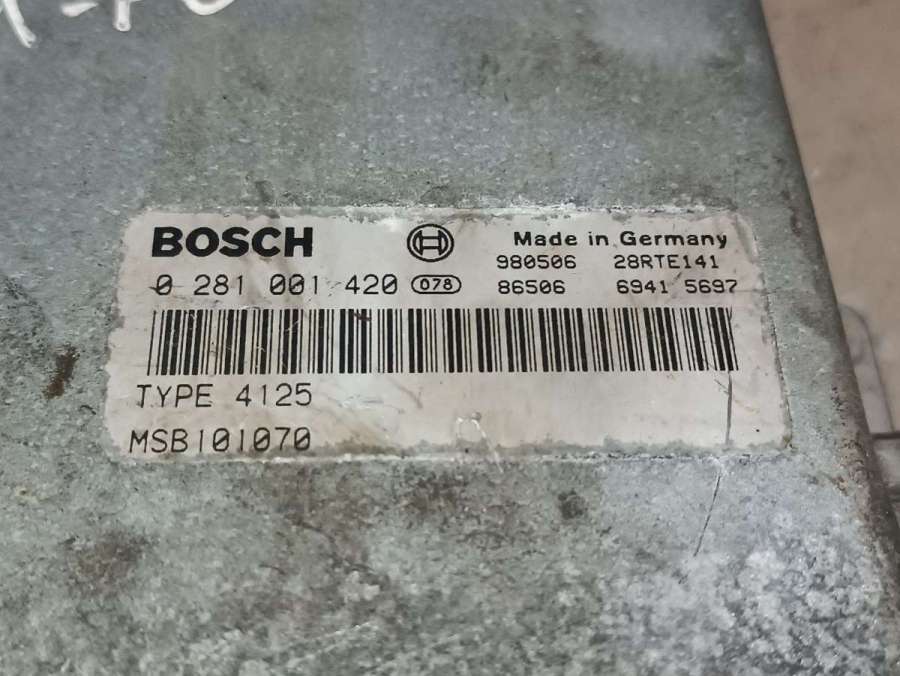 BOSCH Made in Germany
980506 28RTE141
0 281 001 420 078 86506 6941 5697
TYPE 4125
MSB101070